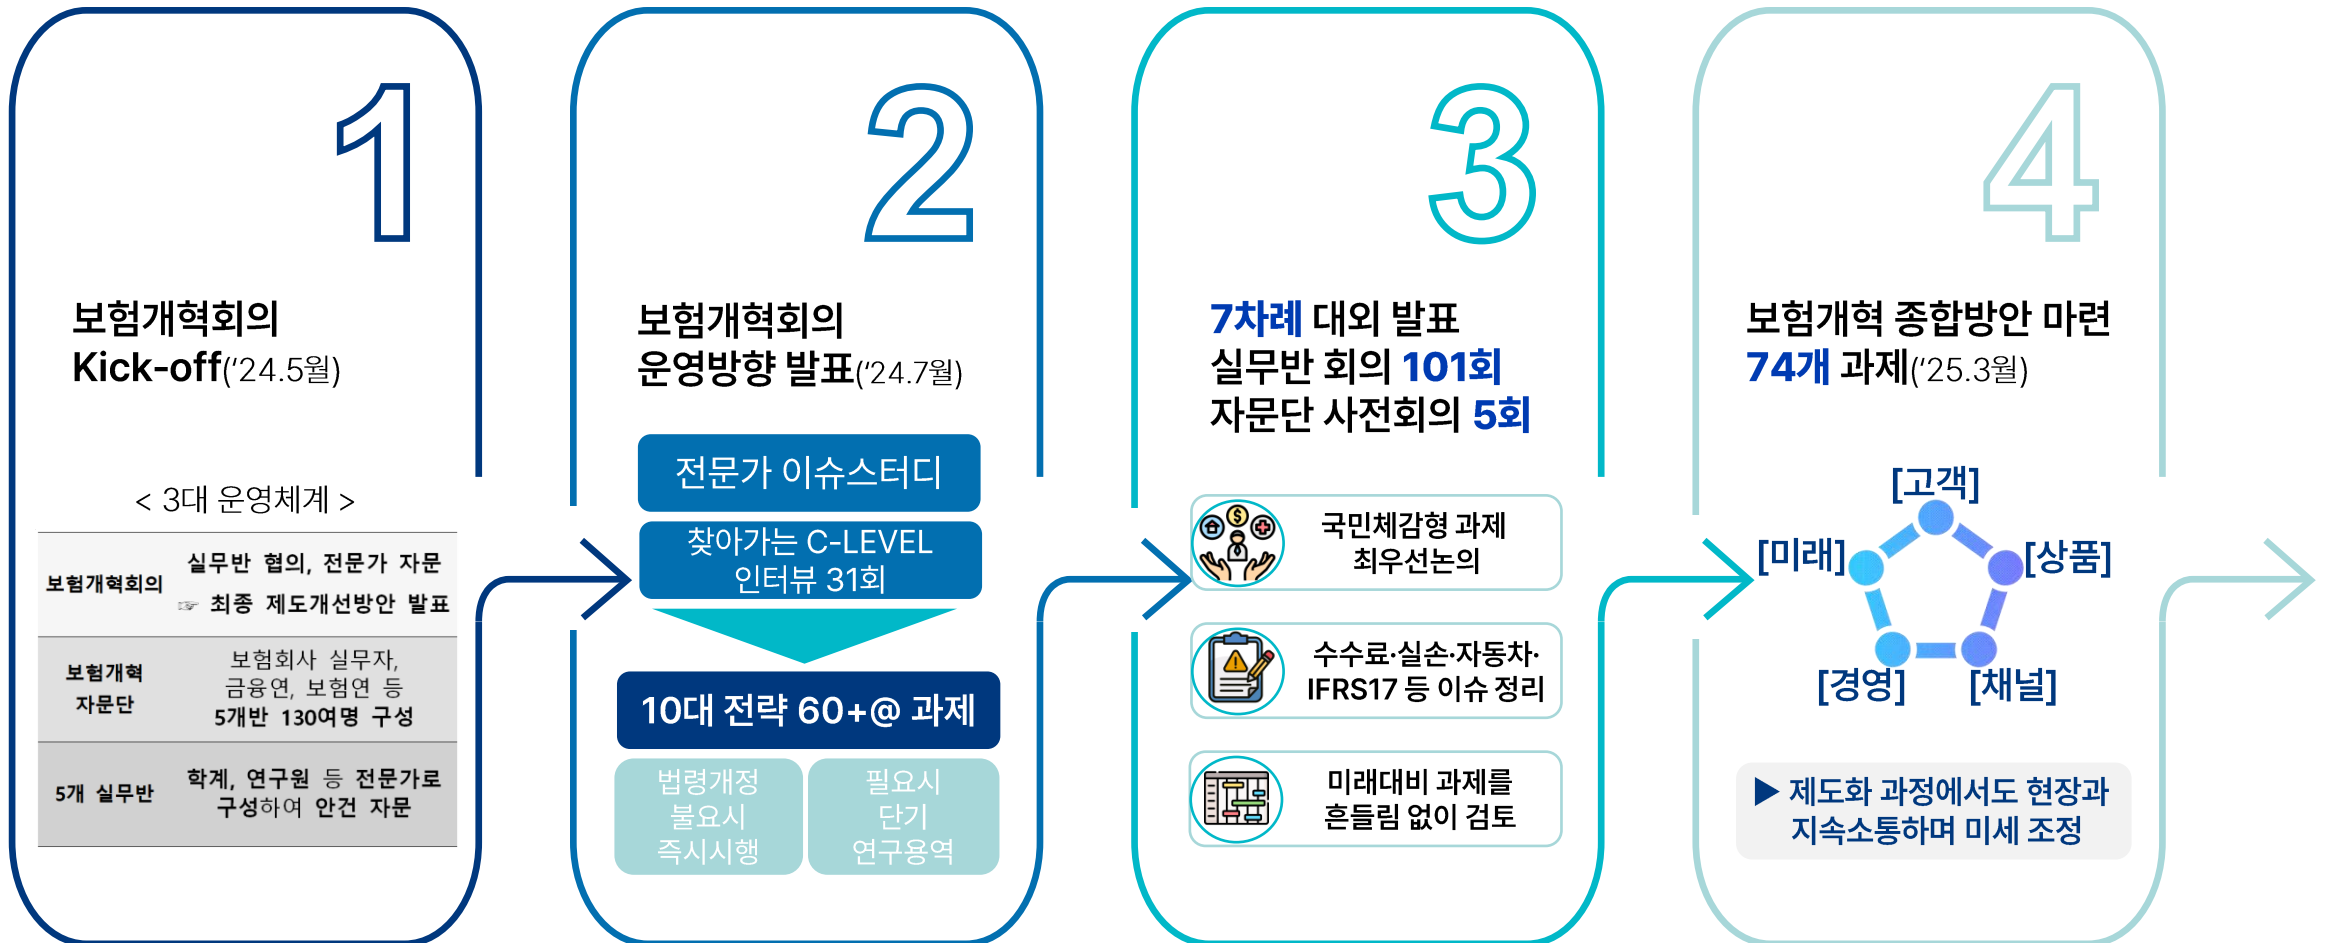 1
보험개혁회의
Kick-off(‘24.5월)
< 3대 운영체계 >
보험개혁회의
실무반 협의, 전문가 자문
☞ 최종 제도개선방안 발표
보험개혁
자문단
보험회사 실무자,
금융연, 보험연 등
5개반 130여명 구성
5개 실무반
학계, 연구원 등 전문가로
구성하여 안건 자문
2
보험개혁회의
운영방향 발표(‘24.7월)
전문가 이슈스터디
찾아가는 C-LEVEL
인터뷰 31회
10대 전략 60+@ 과제
법령개정
불요시
즉시시행
필요시
단기
연구용역
3
7차례 대외 발표
실무반 회의 101회
자문단 사전회의 5회
국민체감형 과제
최우선논의
수수료·실손·자동차·
IFRS17 등 이슈 정리
미래대비 과제를
흔들림 없이 검토
4
보험개혁 종합방안 마련
74개 과제(‘25.3월)
[고객]
[미래]
[상품]
[경영]
[채널]
▶ 제도화 과정에서도 현장과
지속소통하며 미세 조정